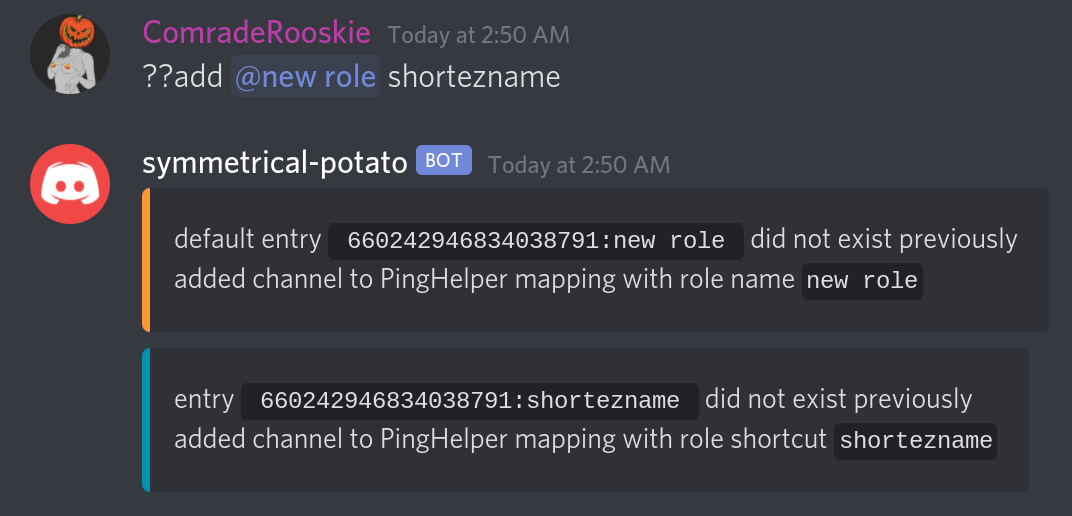 ComradeRooskie Today at 2:50 AM
??add @new role shortezname
symmetrical-potato BOT Today at 2:50 AM
default entry 660242946834038791:new role did not exist previously
added channel to PingHelper mapping with role name new role
entry 660242946834038791:shortezname did not exist previously
added channel to PingHelper mapping with role shortcut shortezname